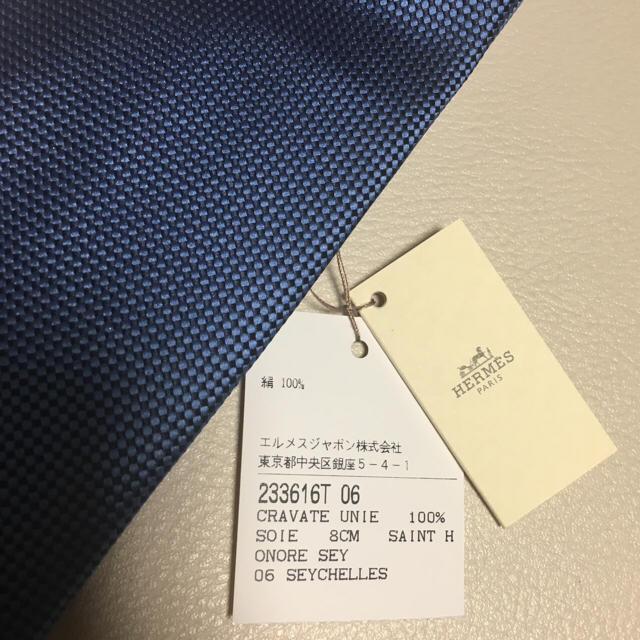 絹 100%
エルメスジャポン株式会社
東京都中央区銀座5-4-1
233616T 06
CRAVATE UNIE 100%
SOIE 8CM SAINT H
ONORE SEY
06 SEYCHELLES
HERMES
PARIS